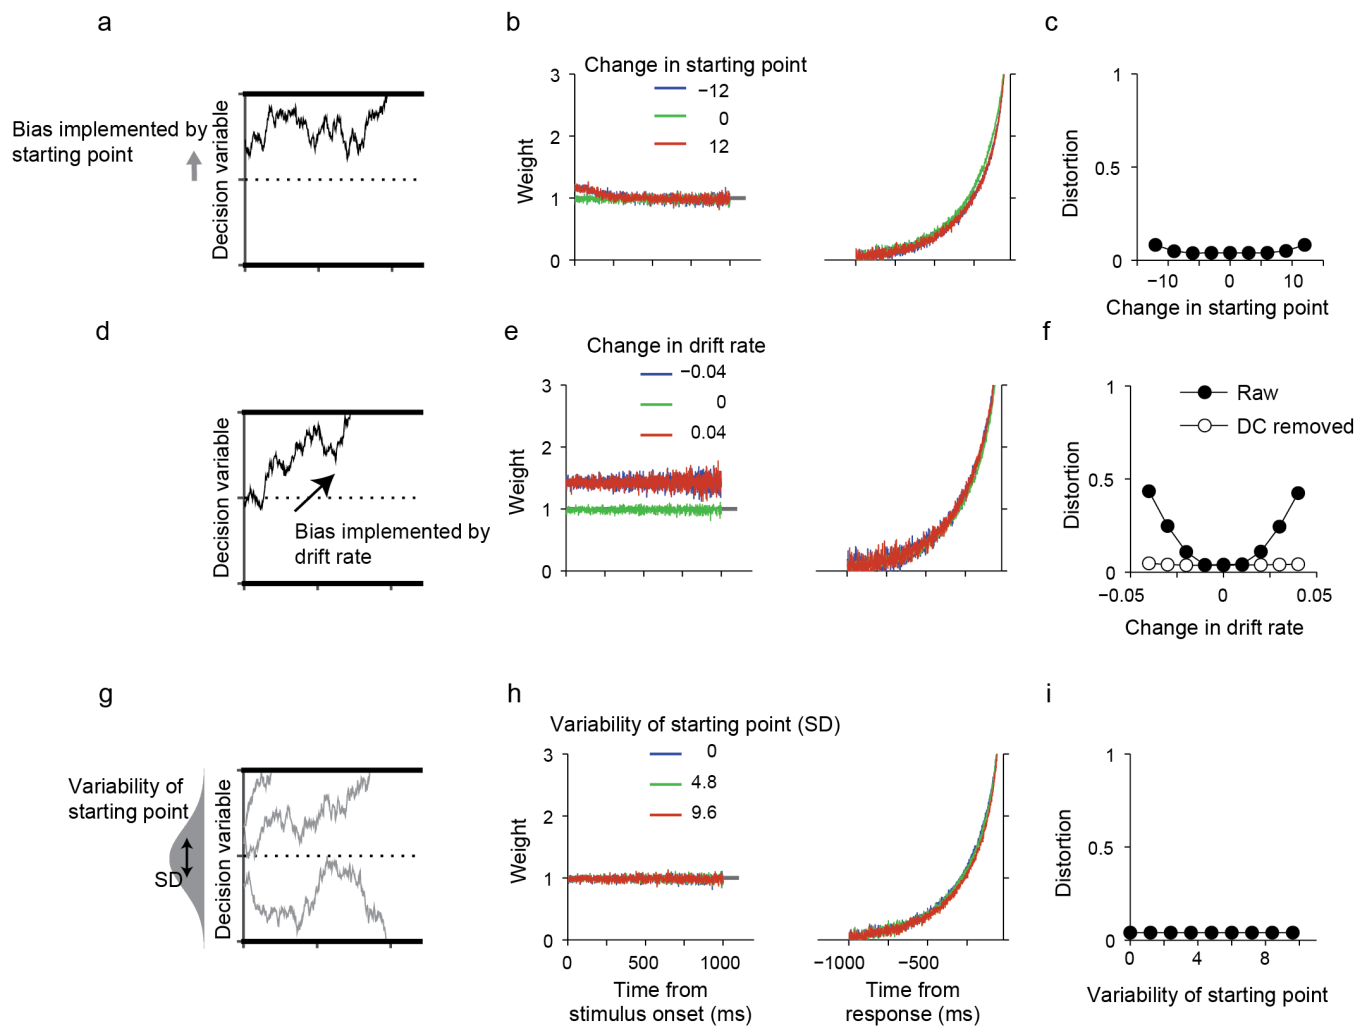 a
Bias implemented by
starting point
Decision variable
b
Change in starting point
−12
0
12
3
2
1
0
Weight
c
1
0.5
0
Distortion
−10
0
10
Change in starting point
d
Decision variable
Bias implemented by
drift rate
e
Change in drift rate
−0.04
0
0.04
3
2
1
0
Weight
f
Raw
DC removed
1
0.5
0
Distortion
−0.05
0
0.05
Change in drift rate
g
Variability of
starting point
SD
Decision variable
h
Variability of starting point (SD)
0
4.8
9.6
3
2
1
0
Weight
0
500
1000
Time from
stimulus onset (ms)
−1000
−500
Time from
response (ms)
i
1
0.5
0
Distortion
0
4
8
Variability of starting point